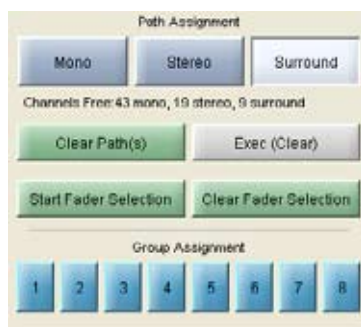 Path Assignment
Mono Stereo Surround
Channels Free: 43 mono, 19 stereo, 9 surround
Clear Path(s) Exec (Clear)
Start Fader Selection Clear Fader Selection
Group Assignment
1 2 3 4 5 6 7 8